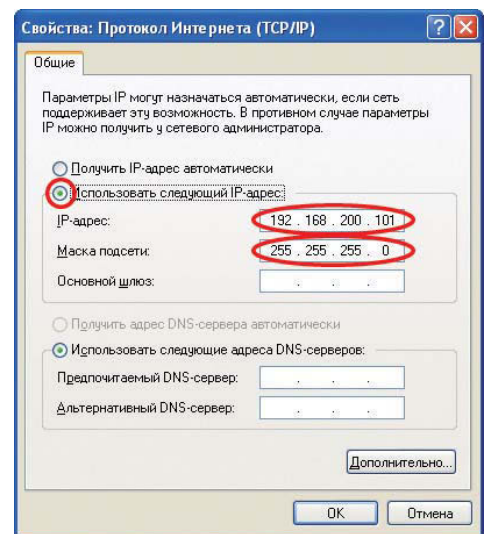 Свойства: Протокол Интернета (TCP/IP)
Общие
Параметры IP могут назначаться автоматически, если сеть
поддерживает эту возможность. В противном случае параметры
IP можно получить у сетевого администратора.
Получить IP-адрес автоматически
Использовать следующий IP-адрес:
IP-адрес: 192 . 168 . 200 . 101
Маска подсети: 255 . 255 . 255 . 0
Основной шлюз: . . .
Получить адрес DNS-сервера автоматически
Использовать следующие адреса DNS-серверов:
Предпочитаемый DNS-сервер: . . .
Альтернативный DNS-сервер: . . .
Дополнительно...
OK Отмена